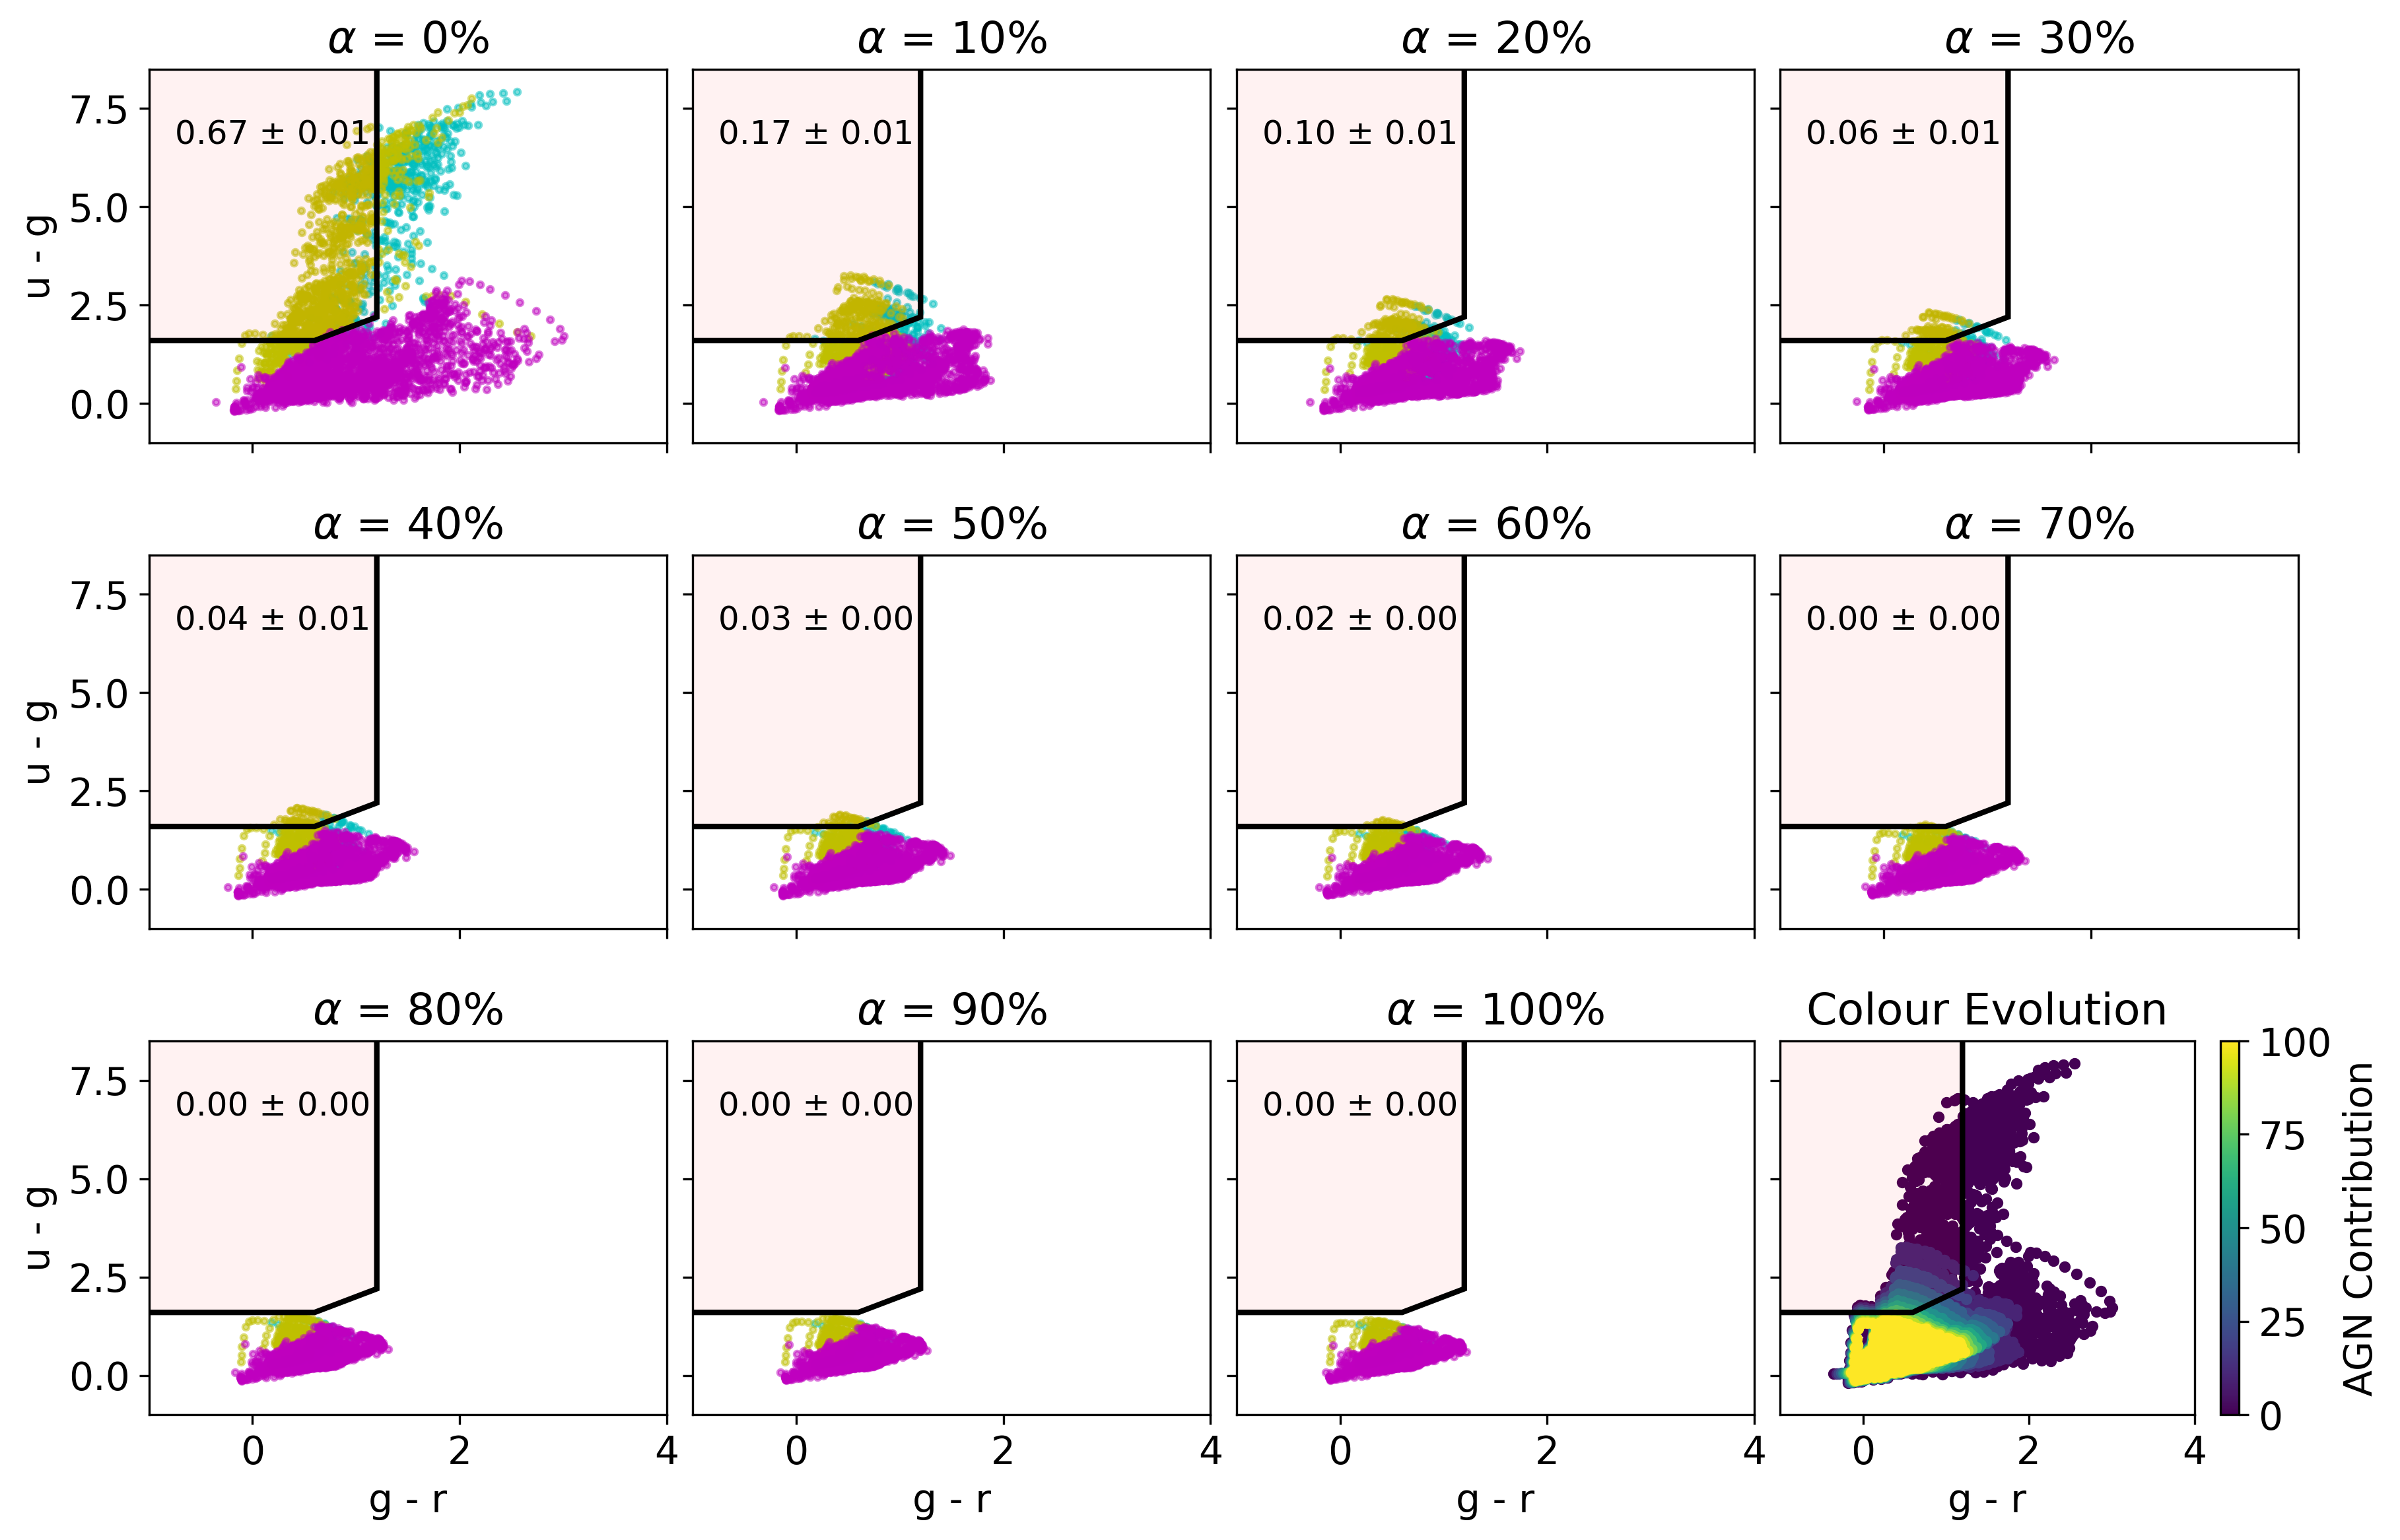 α = 0%
α = 10%
α = 20%
α = 30%
7.5
5.0
2.5
0.0
u - g
0.67 ± 0.01
0.17 ± 0.01
0.10 ± 0.01
0.06 ± 0.01
α = 40%
α = 50%
α = 60%
α = 70%
7.5
5.0
2.5
0.0
u - g
0.04 ± 0.01
0.03 ± 0.00
0.02 ± 0.00
0.00 ± 0.00
α = 80%
α = 90%
α = 100%
Colour Evolution
7.5
5.0
2.5
0.0
u - g
0.00 ± 0.00
0.00 ± 0.00
0.00 ± 0.00
100
75
50
25
0
AGN Contribution
0 2 4
0 2 4
0 2 4
0 2 4
g - r
g - r
g - r
g - r